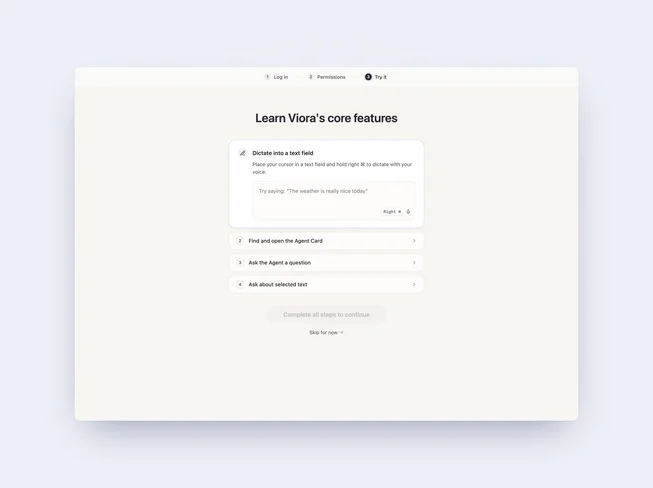 1 Log in
2 Permissions
3 Try it
Learn Viora's core features
Dictate into a text field
Place your cursor in a text field and hold right ⌘ to dictate with your
voice.
Try saying: "The weather is really nice today"
Right ⌘
2 Find and open the Agent Card
3 Ask the Agent a question
4 Ask about selected text
Complete all steps to continue
Skip for now →